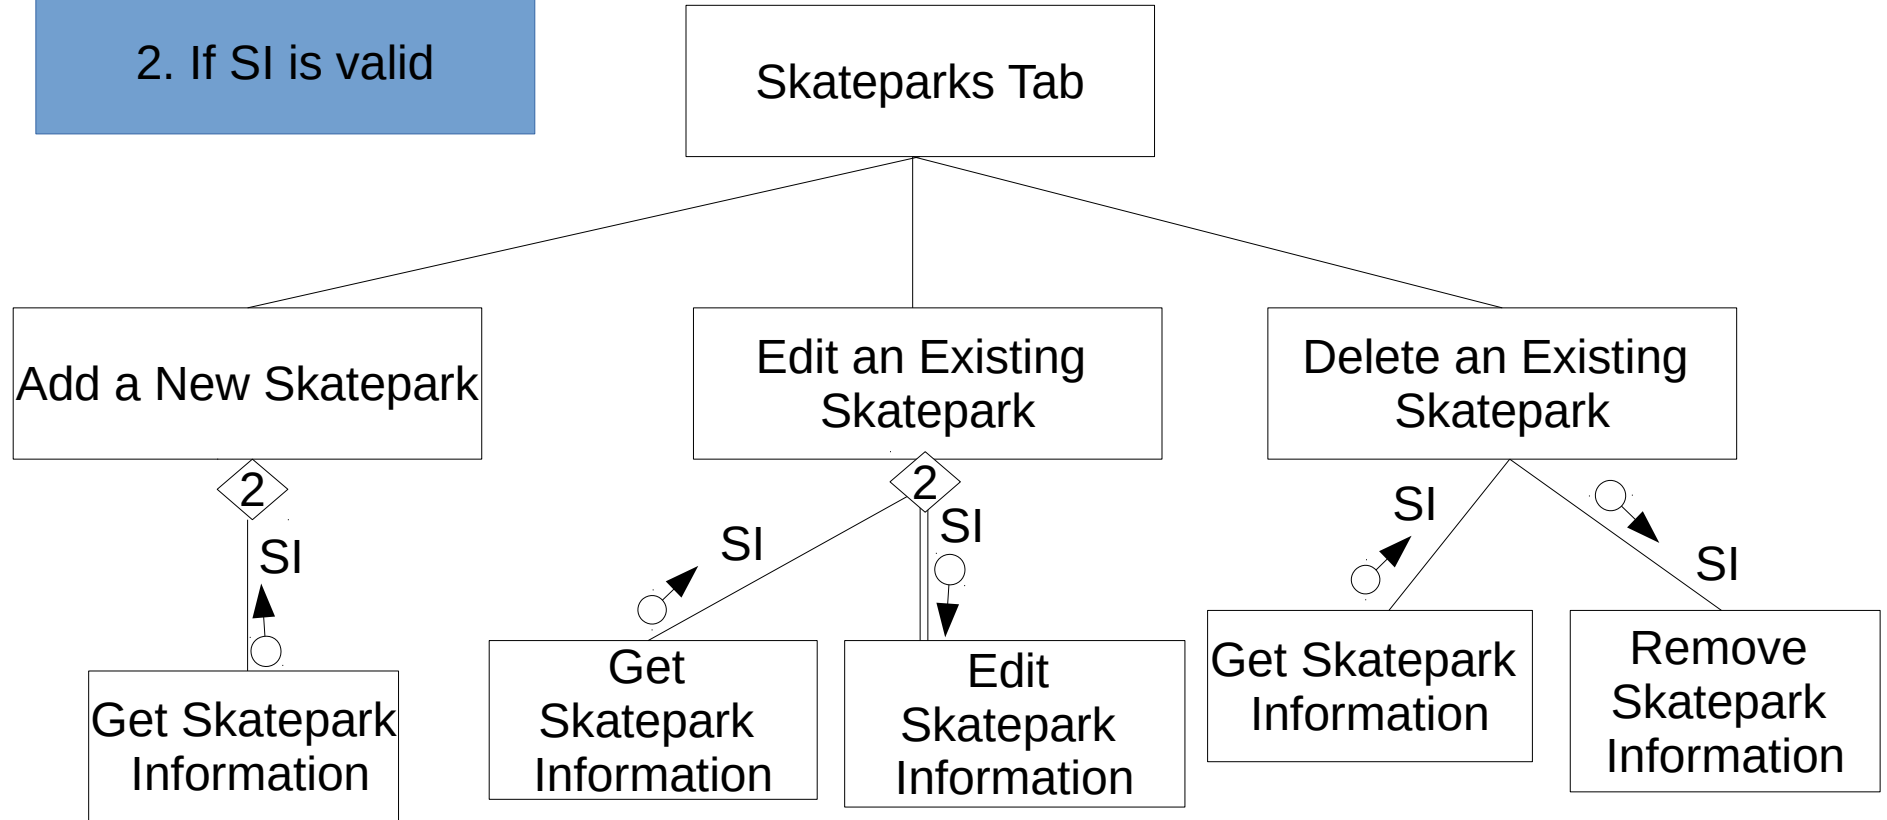 2. If SI is valid
Skateparks Tab
Add a New Skatepark
Edit an Existing
Skatepark
Delete an Existing
Skatepark
2
SI
2
SI
SI
SI
SI
Get Skatepark
Information
Get
Skatepark
Information
Edit
Skatepark
Information
Get Skatepark
Information
Remove
Skatepark
Information